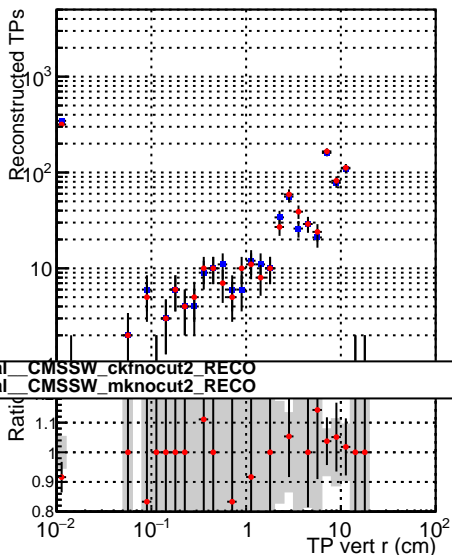 Reconstructed TPs
10³
10²
10
1
al__CMSSW_ckfnocut2_RECO
al__CMSSW_mknocut2_RECO
Ratio
1.1
1
0.9
0.8
10⁻² 10⁻¹ 1 10 10²
TP vert r (cm)